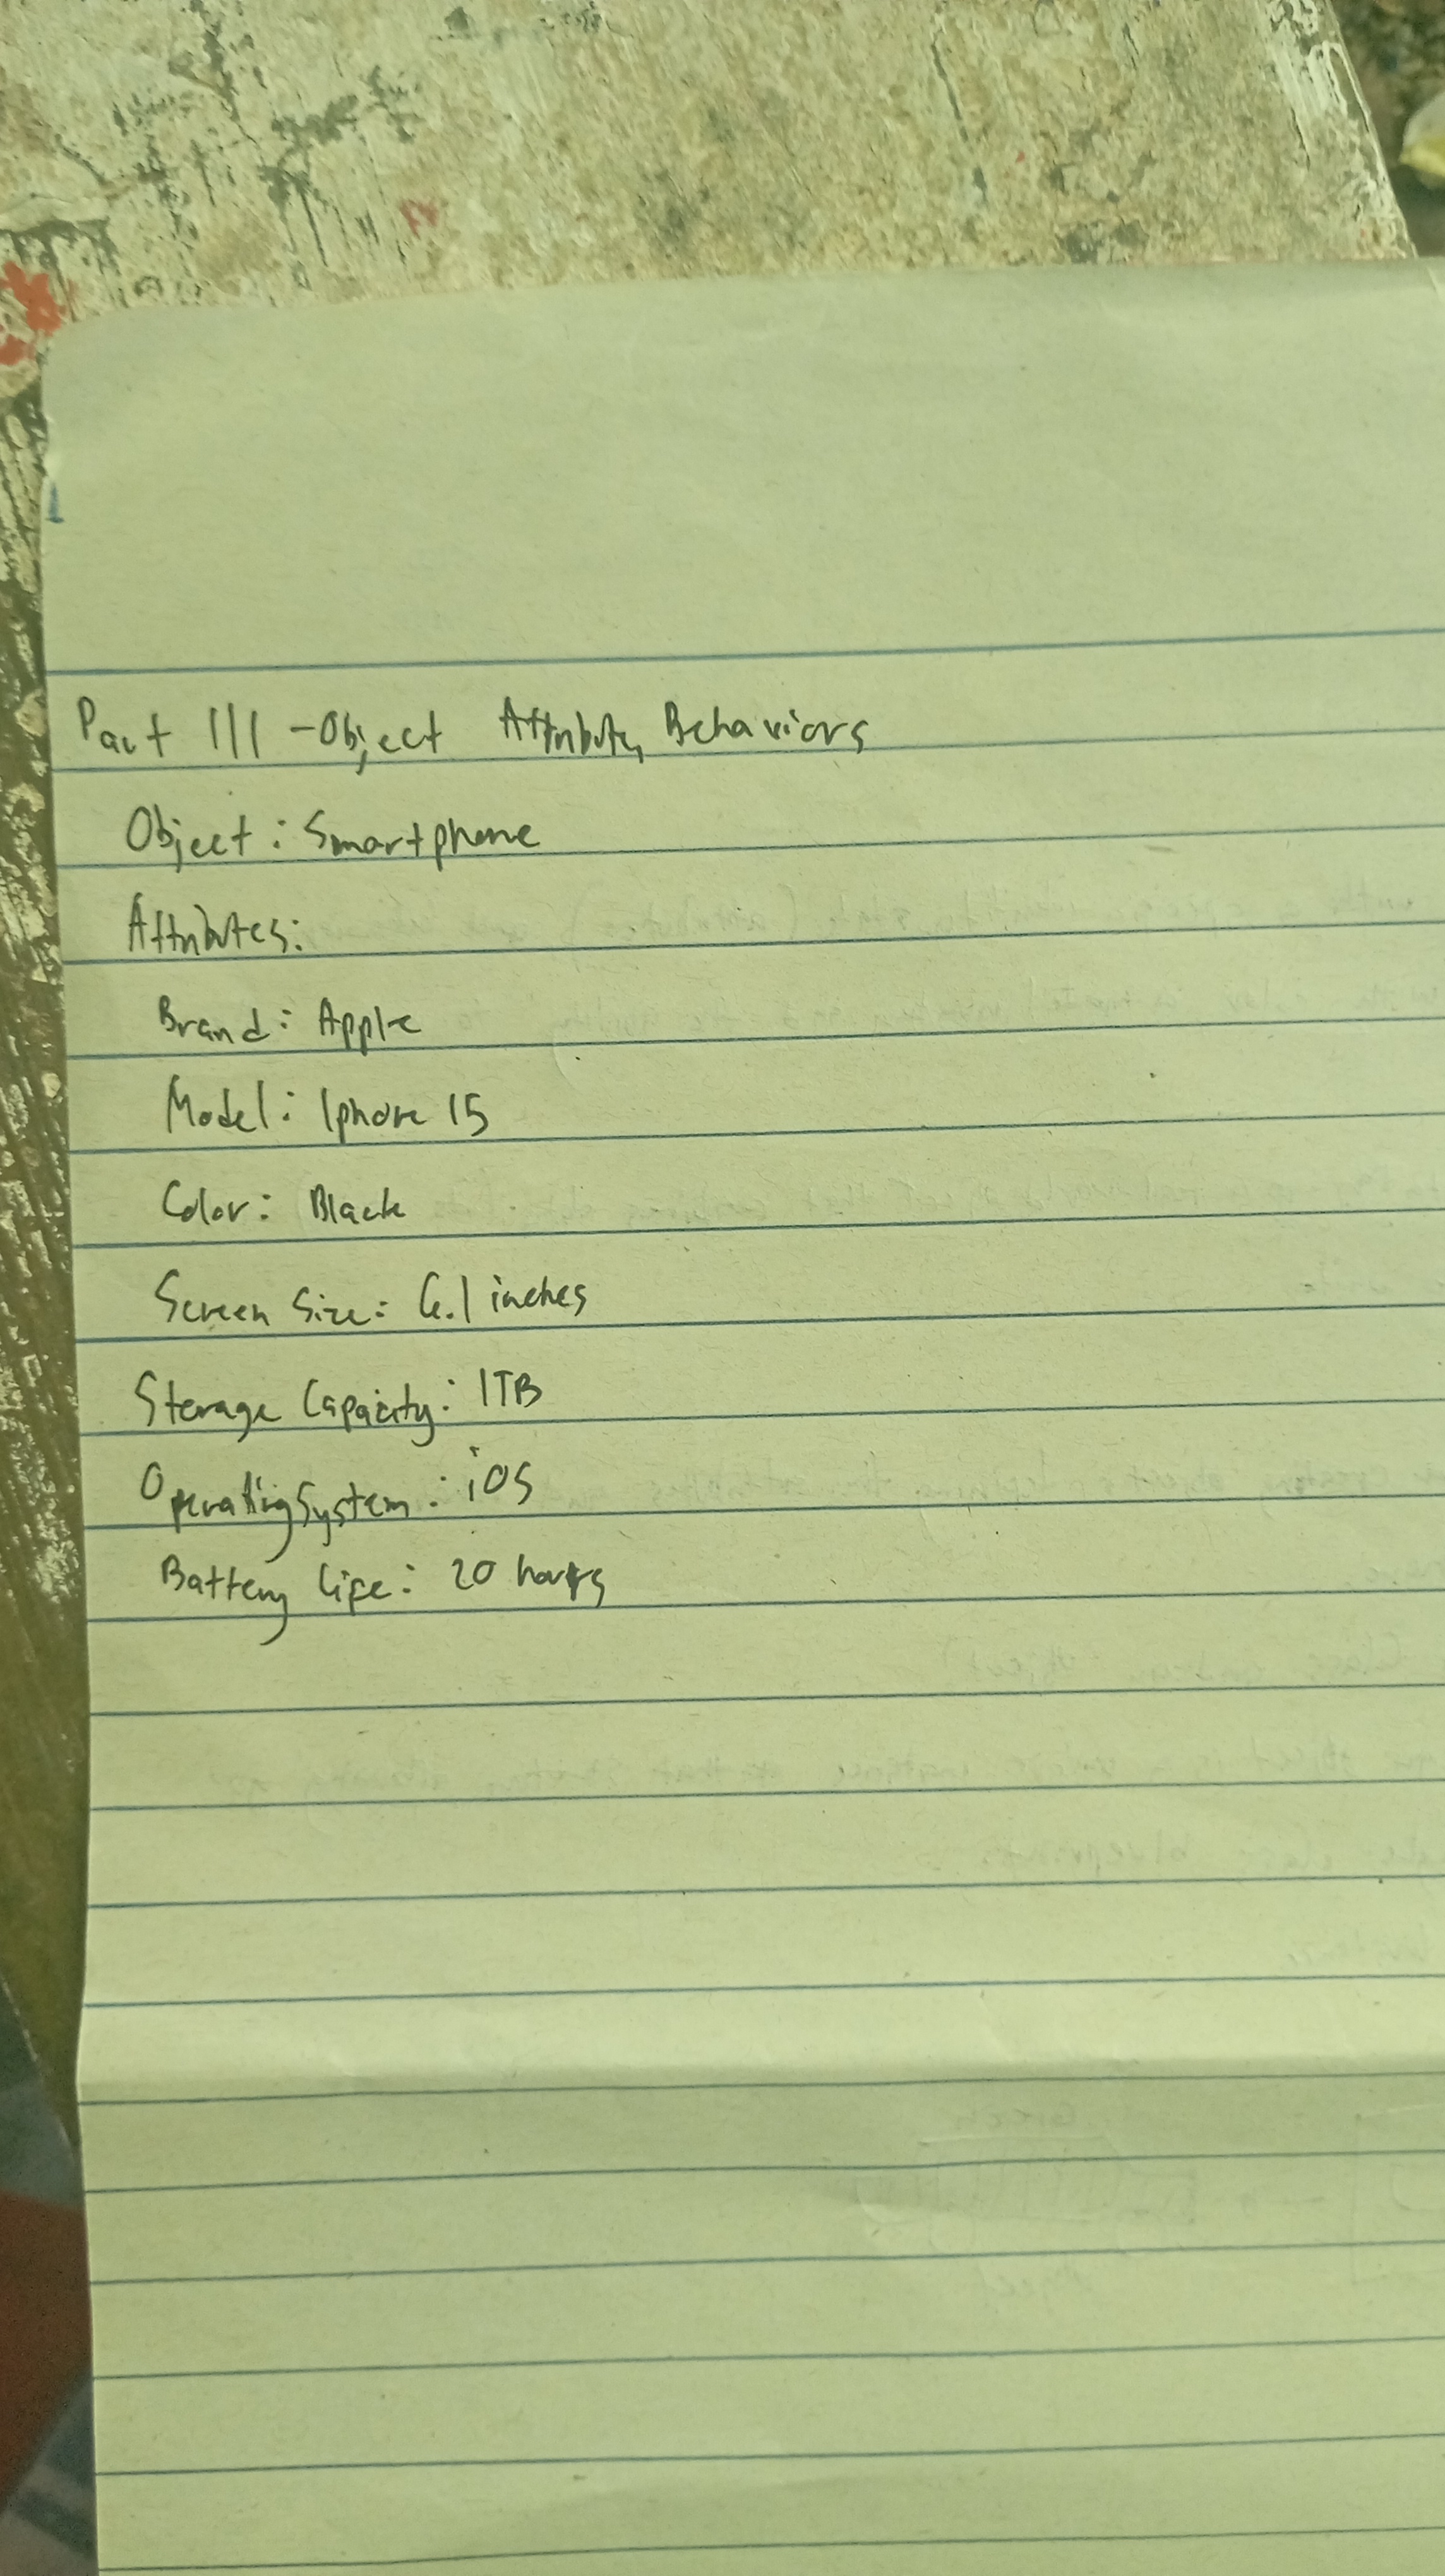 Part III - Object Attributes, Behaviors
Object: Smartphone
Attributes:
Brand: Apple
Model: Iphone 15
Color: Black
Screen Size: 6.1 inches
Storage Capacity: 1TB
Operating System: iOS
Battery life: 20 hours